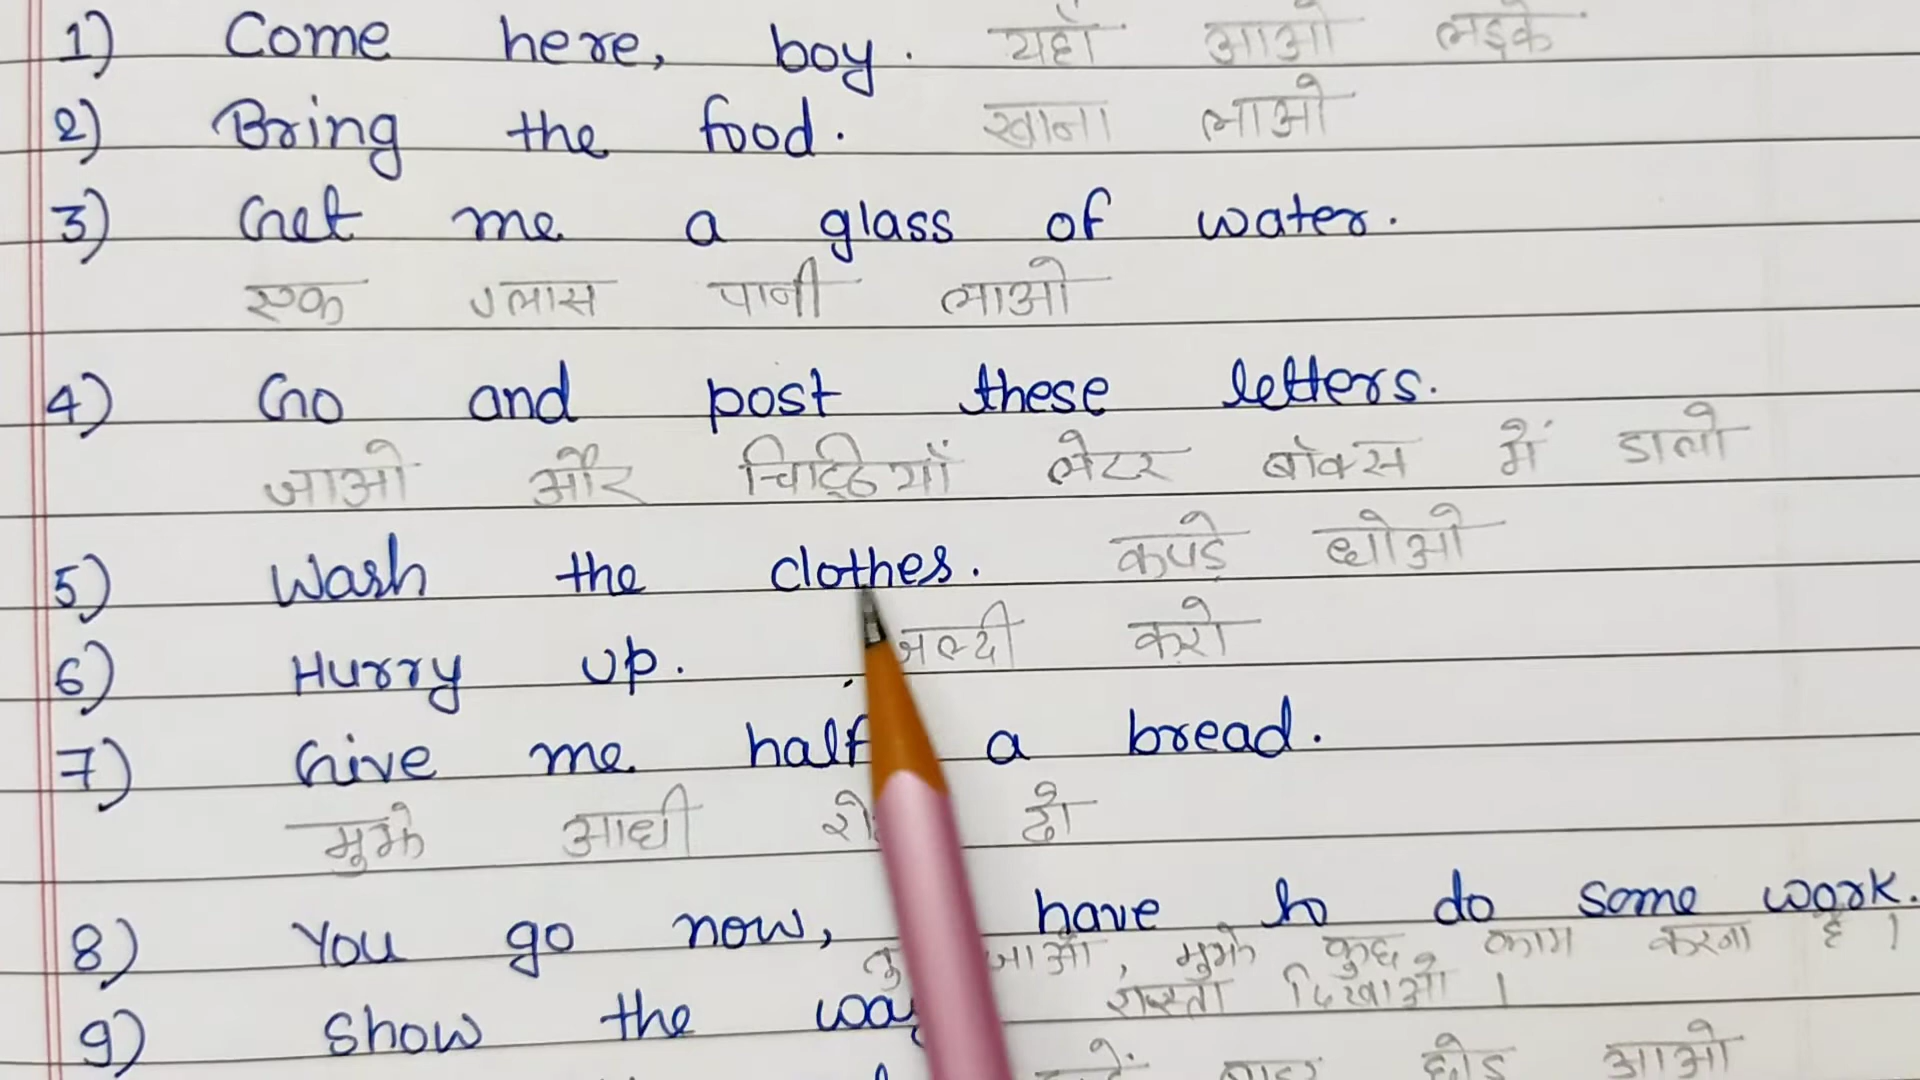 1) Come here, boy. यहाँ आओ लड़के
2) Bring the food. खाना लाओ
3) Get me a glass of water.
एक ग्लास पानी लाओ
4) Go and post these letters.
जाओ और चिट्ठियाँ लेटर बॉक्स में डालो
5) Wash the clothes. कपड़े धोओ
6) Hurry up. जल्दी करो
7) Give me half a bread.
मुझे आधी दो
8) You go now, have to do some work.
जाओ, मुझे कुछ काम करना है ।
9) Show the way रास्ता दिखाओ ।
छोड़ आओ